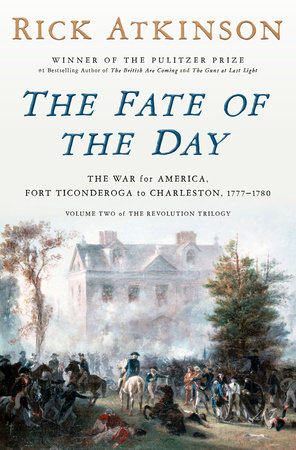 RICK ATKINSON
WINNER OF THE PULITZER PRIZE
#1 Bestselling Author of The British Are Coming and The Guns at Last Light
THE FATE OF
THE DAY
THE WAR for AMERICA,
FORT TICONDEROGA to CHARLESTON, 1777–1780
VOLUME TWO of THE REVOLUTION TRILOGY